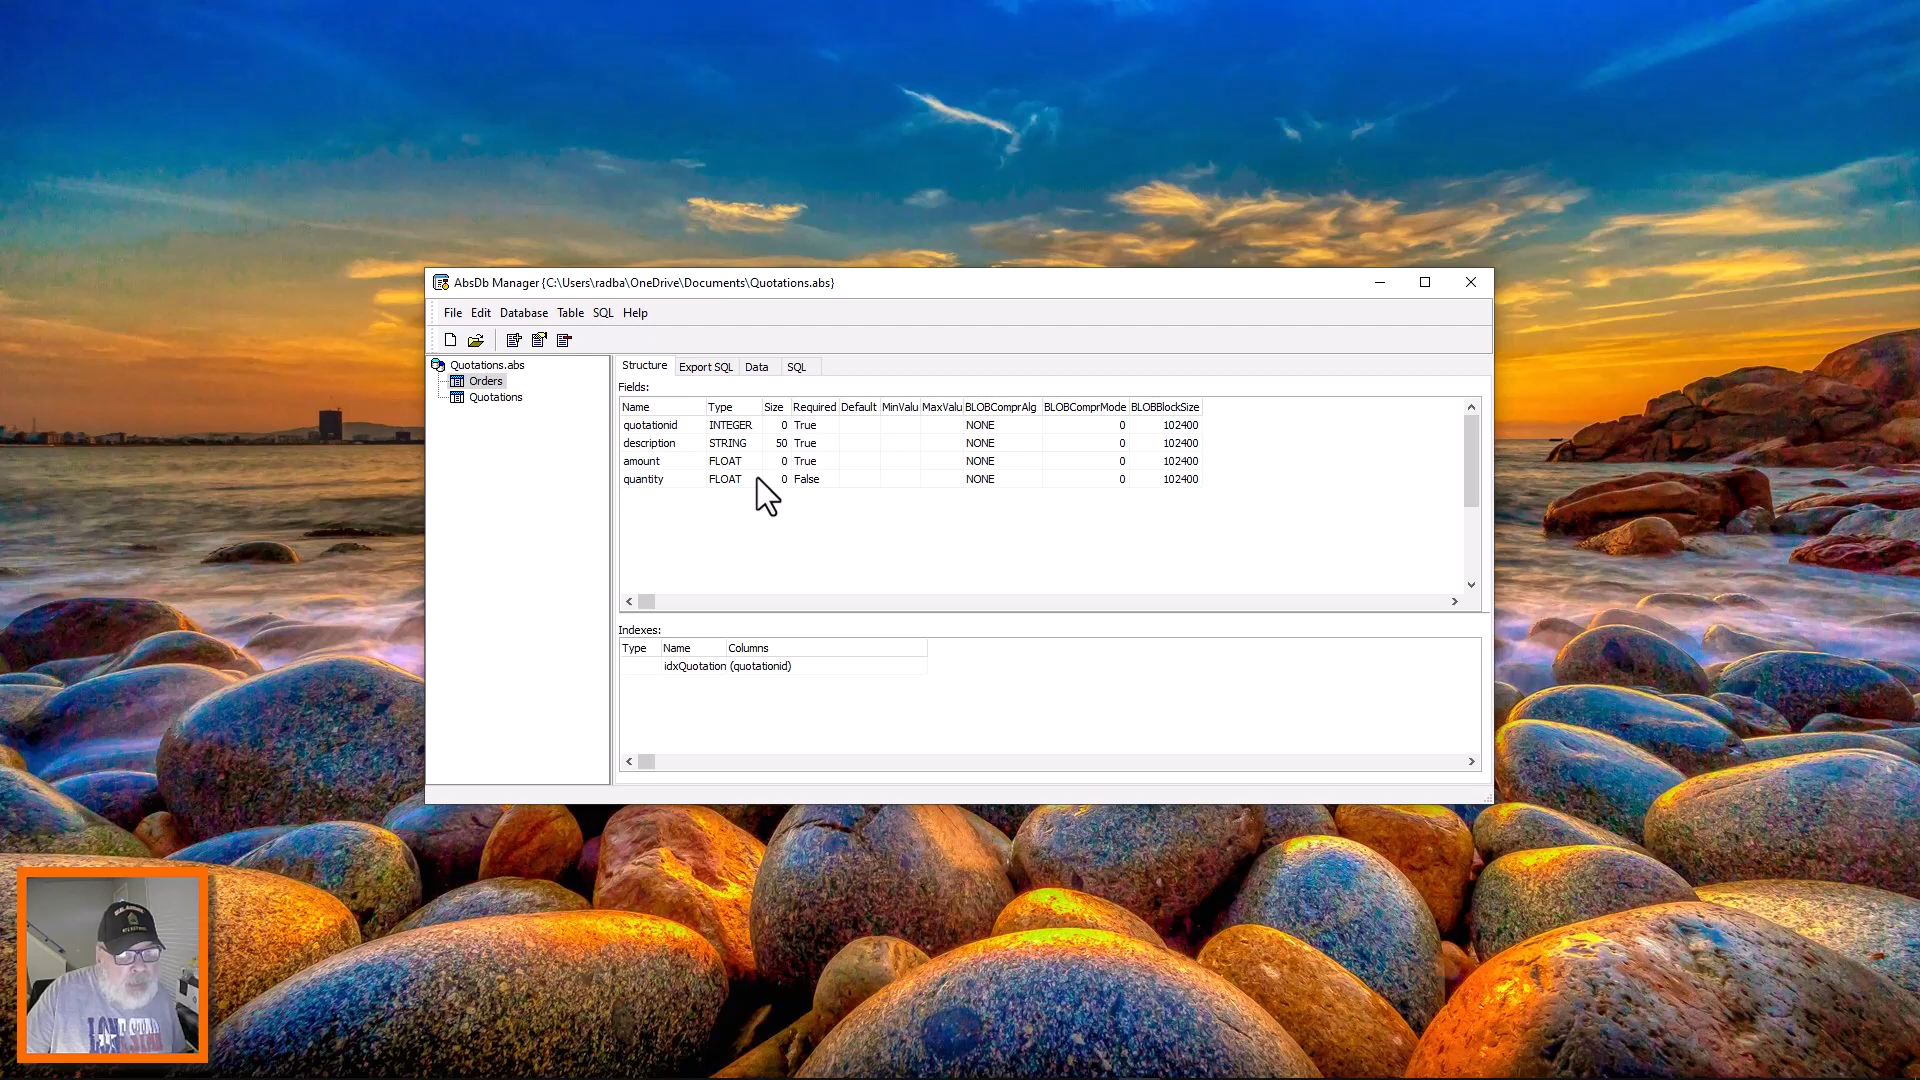 AbsDb Manager {C:\Users\radba\OneDrive\Documents\Quotations.abs}
File Edit Database Table SQL Help
Quotations.abs
Orders
Quotations
Structure Export SQL Data SQL
Fields:
Name Type Size Required Default MinValu MaxValu BLOBComprAlg BLOBComprMode BLOBBlockSize
quotationid INTEGER 0 True NONE 0 102400
description STRING 50 True NONE 0 102400
amount FLOAT 0 True NONE 0 102400
quantity FLOAT 0 False NONE 0 102400
Indexes:
Type Name Columns
idxQuotation (quotationid)
LONE STAR